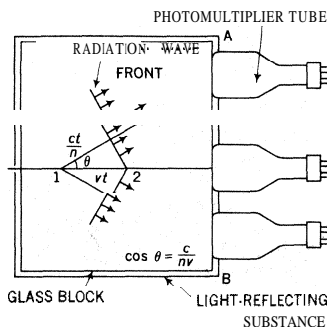 PHOTOMULTIPLIER TUBE
A
RADIATION WAVE
FRONT
ct/n
θ
1
2
vt
cos θ = c/nv
B
GLASS BLOCK
LIGHT-REFLECTING
SUBSTANCE